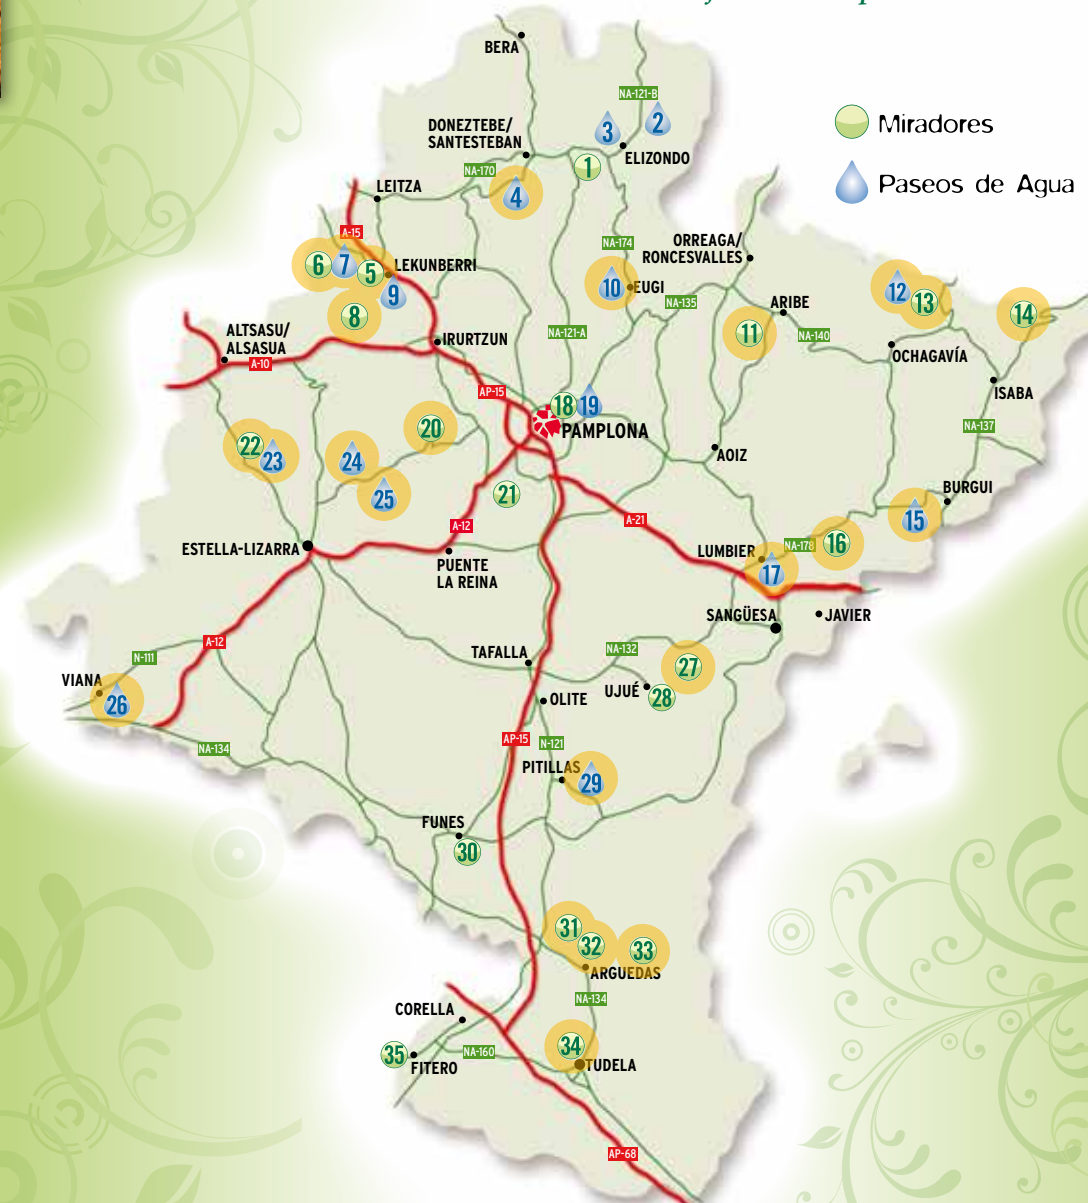 BERA
NA-121-B
DONEZTEBE/
SANTESTEBAN
3
2
Miradores
ELIZONDO
1
NA-170
LEITZA
4
Paseos de Agua
A-15
ORREAGA/
RONCESVALLES
NA-174
6
7
5
LEKUNBERRI
9
10
EUGI
NA-135
ARIBE
12
13
14
8
11
NA-140
ALTSASU/
ALSASUA
A-10
IRURTZUN
NA-121-A
OCHAGAVÍA
AP-15
ISABA
18
19
NA-137
PAMPLONA
20
22
23
24
25
21
AOIZ
BURGUI
15
A-12
A-21
ESTELLA-LIZARRA
PUENTE
LA REINA
LUMBIER
NA-178
16
17
SANGÜESA
JAVIER
A-12
N-111
TAFALLA
NA-132
27
VIANA
26
UJUÉ
28
OLITE
NA-134
AP-15
N-121
PITILLAS
29
FUNES
30
31
32
33
ARGUEDAS
NA-134
CORELLA
34
35
FITERO
NA-160
TUDELA
AP-68